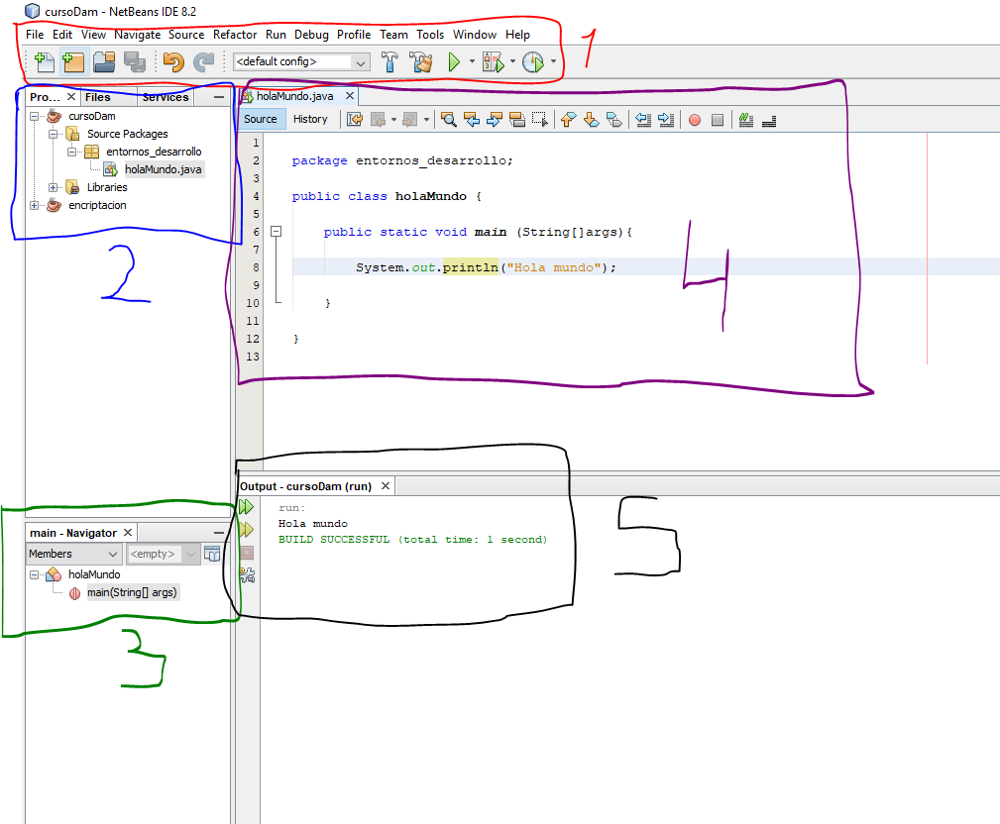 cursoDam - NetBeans IDE 8.2
File Edit View Navigate Source Refactor Run Debug Profile Team Tools Window Help
1
<default config>
Pro... Files Services
cursoDam
Source Packages
entornos_desarrollo
holaMundo.java
Libraries
encriptacion
2
holaMundo.java
Source History
1
2 package entornos_desarrollo;
3
4 public class holaMundo {
5
6 public static void main (String[]args){
7
8 System.out.println("Hola mundo");
9
10 }
11
12 }
13
4
main - Navigator
Members <empty>
holaMundo
main(String[] args)
3
Output - cursoDam (run)
run:
Hola mundo
BUILD SUCCESSFUL (total time: 1 second)
5